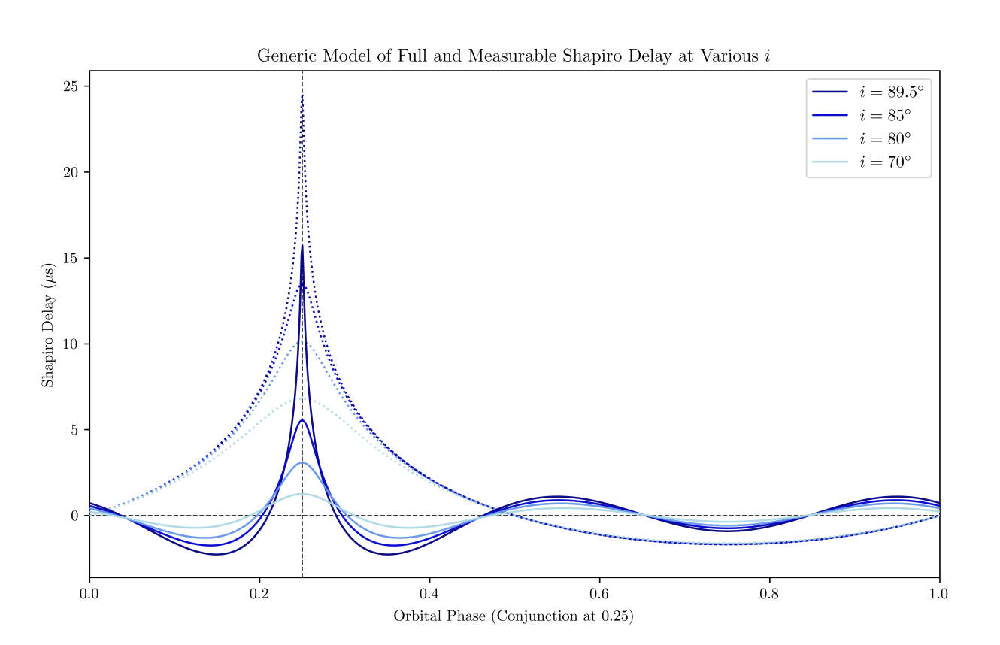 Generic Model of Full and Measurable Shapiro Delay at Various i
25
20
15
10
5
0
Shapiro Delay (μs)
i = 89.5°
i = 85°
i = 80°
i = 70°
0.0 0.2 0.4 0.6 0.8 1.0
Orbital Phase (Conjunction at 0.25)